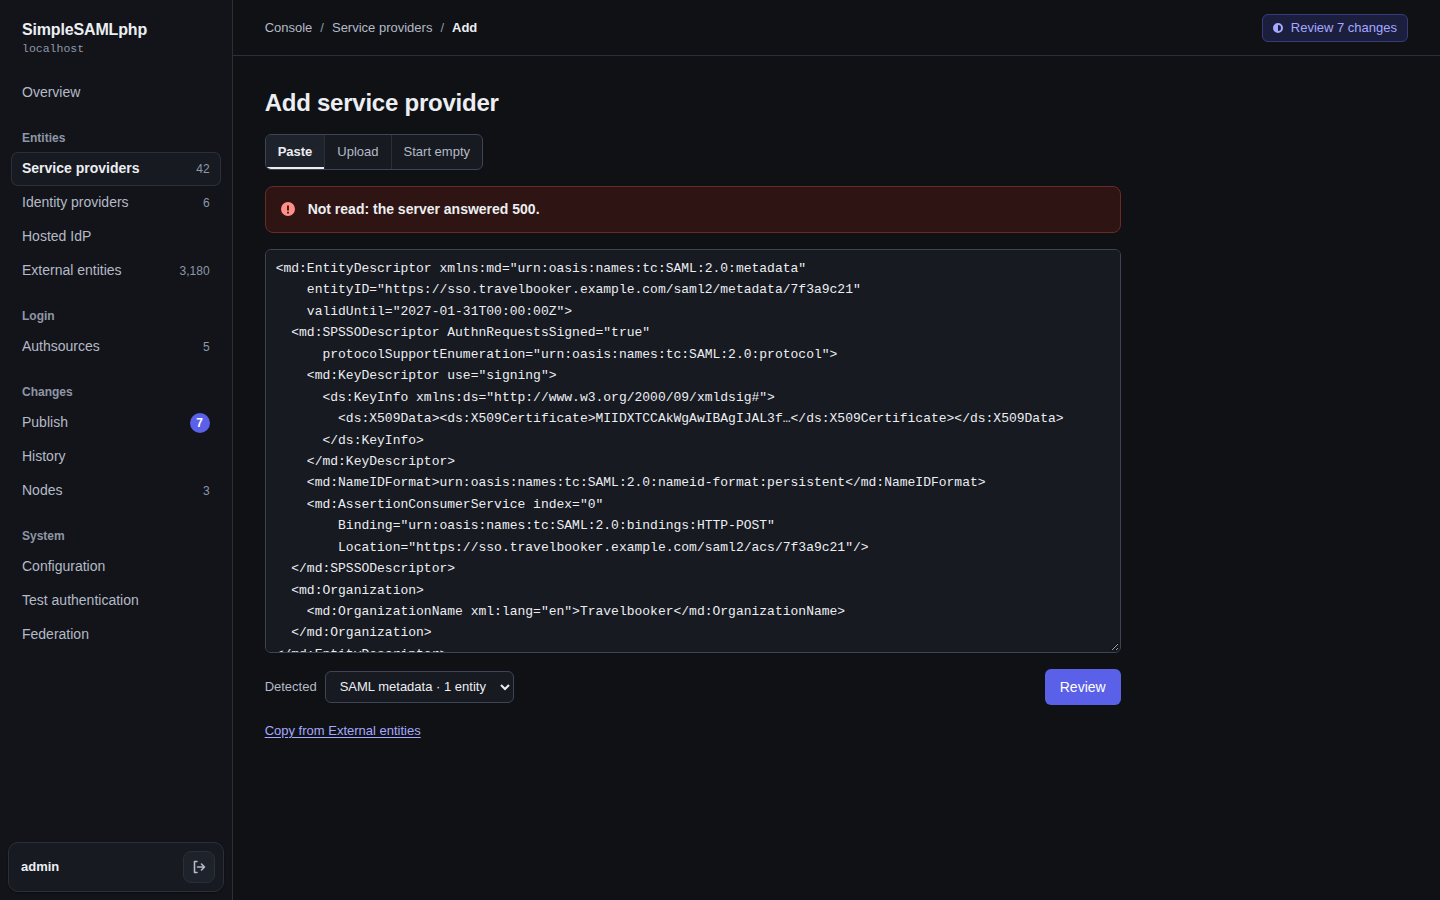 SimpleSAMLphp
localhost
Overview
Entities
Service providers 42
Identity providers 6
Hosted IdP
External entities 3,180
Login
Authsources 5
Changes
Publish 7
History
Nodes 3
System
Configuration
Test authentication
Federation
admin
Console / Service providers / Add
Review 7 changes
Add service provider
Paste Upload Start empty
Not read: the server answered 500.
<md:EntityDescriptor xmlns:md="urn:oasis:names:tc:SAML:2.0:metadata"
    entityID="https://sso.travelbooker.example.com/saml2/metadata/7f3a9c21"
    validUntil="2027-01-31T00:00:00Z">
  <md:SPSSODescriptor AuthnRequestsSigned="true"
      protocolSupportEnumeration="urn:oasis:names:tc:SAML:2.0:protocol">
    <md:KeyDescriptor use="signing">
      <ds:KeyInfo xmlns:ds="http://www.w3.org/2000/09/xmldsig#">
        <ds:X509Data><ds:X509Certificate>MIIDXTCCAkWgAwIBAgIJAL3f…</ds:X509Certificate></ds:X509Data>
      </ds:KeyInfo>
    </md:KeyDescriptor>
    <md:NameIDFormat>urn:oasis:names:tc:SAML:2.0:nameid-format:persistent</md:NameIDFormat>
    <md:AssertionConsumerService index="0"
        Binding="urn:oasis:names:tc:SAML:2.0:bindings:HTTP-POST"
        Location="https://sso.travelbooker.example.com/saml2/acs/7f3a9c21"/>
  </md:SPSSODescriptor>
  <md:Organization>
    <md:OrganizationName xml:lang="en">Travelbooker</md:OrganizationName>
  </md:Organization>
</md:EntityDescriptor>
Detected SAML metadata · 1 entity
Review
Copy from External entities